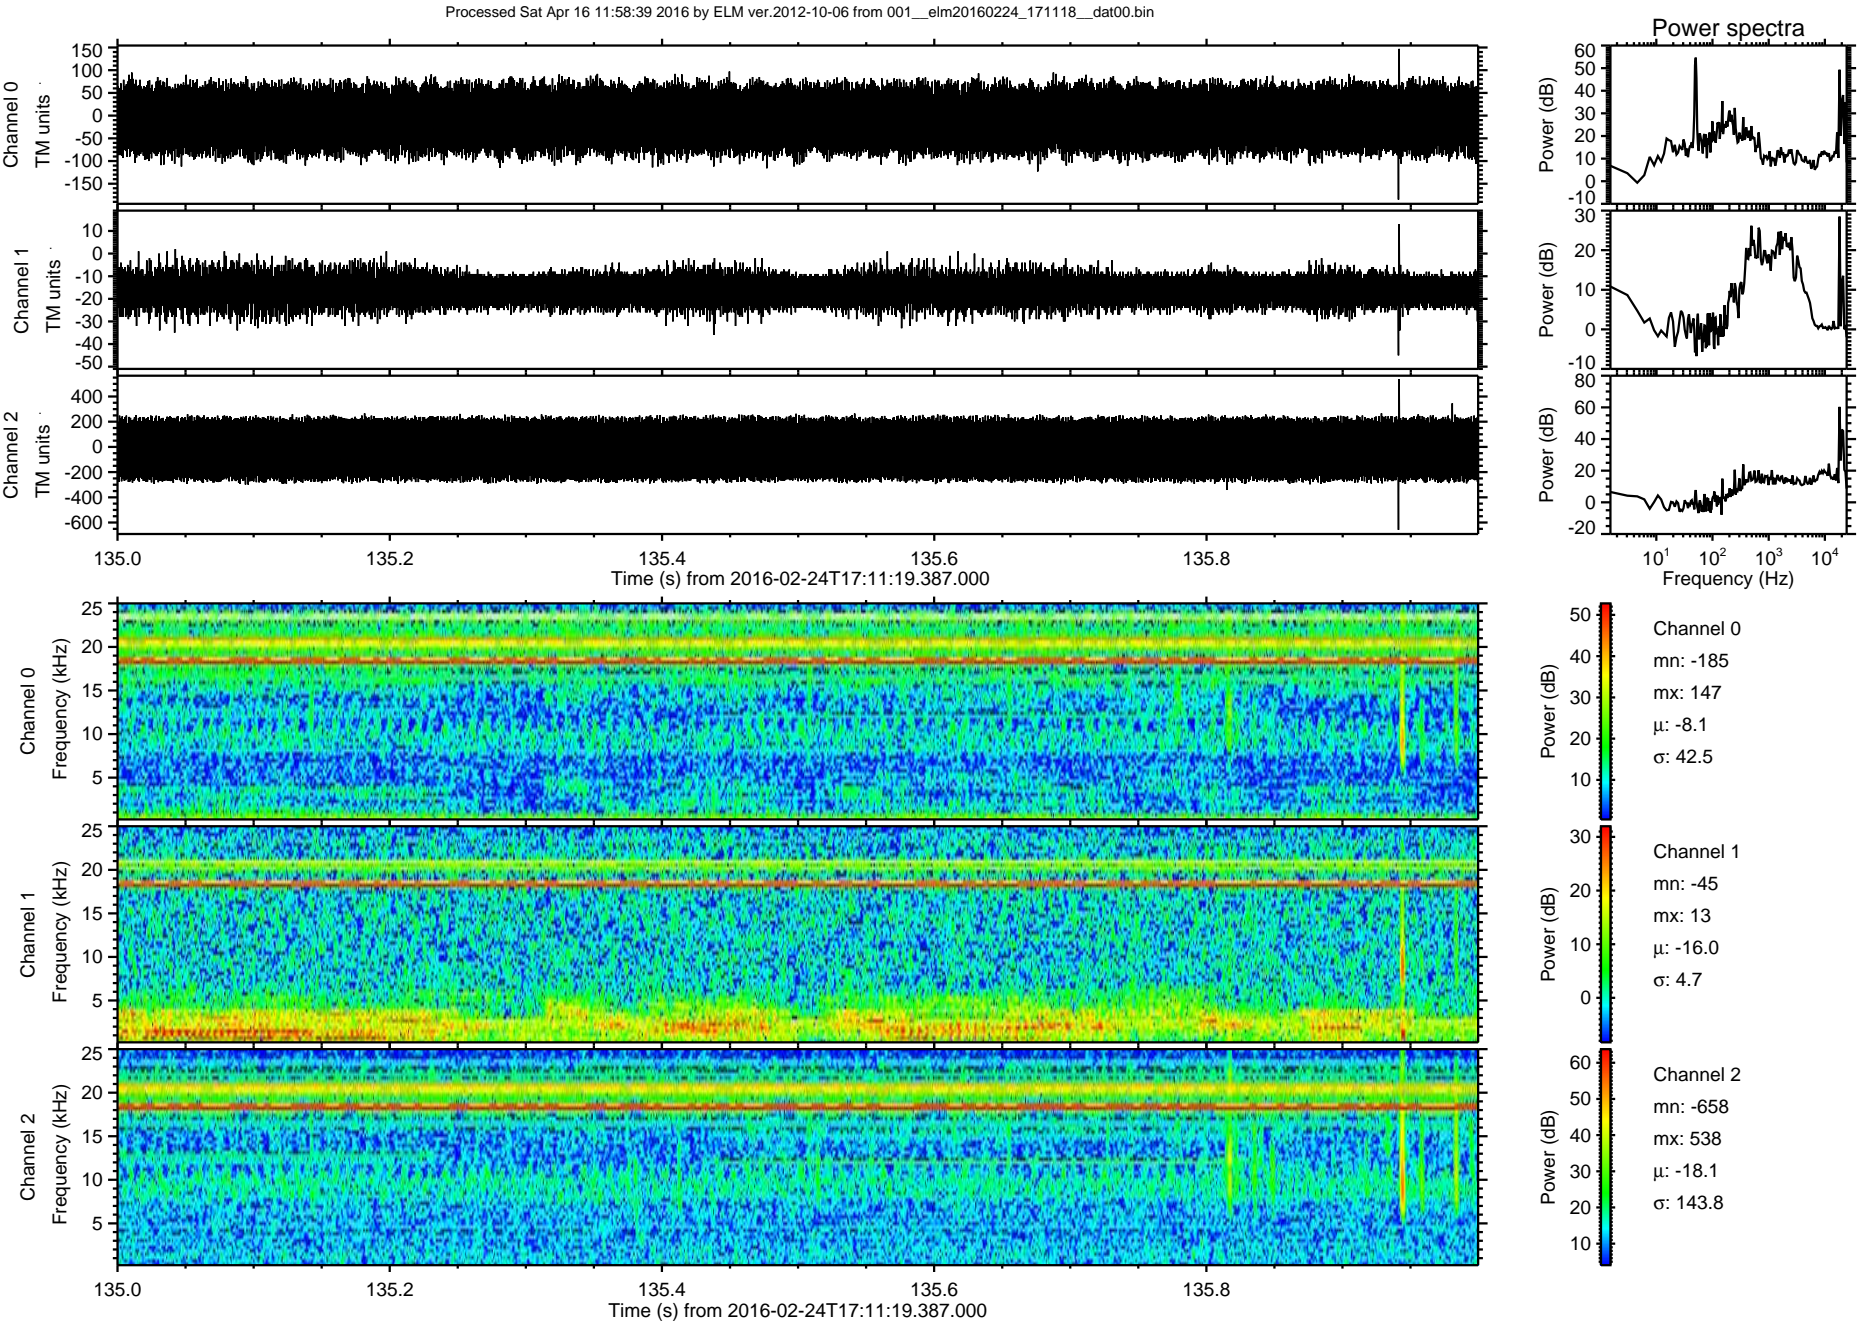 Processed Sat Apr 16 11:58:39 2016 by ELM ver.2012-10-06 from 001__elm20160224_171118__dat00.bin
Power spectra
Channel 0
TM units
150
100
50
0
-50
-100
-150
Power (dB)
60
50
40
30
20
10
0
-10
Channel 1
TM units
10
0
-10
-20
-30
-40
-50
Power (dB)
30
20
10
0
-10
Channel 2
TM units
400
200
0
-200
-400
-600
Power (dB)
80
60
40
20
0
-20
135.0 135.2 135.4 135.6 135.8
Time (s) from 2016-02-24T17:11:19.387.000
10^1 10^2 10^3 10^4
Frequency (Hz)
Channel 0
Frequency (kHz)
25
20
15
10
5
Power (dB)
50
40
30
20
10
Channel 0
mn: -185
mx: 147
μ: -8.1
σ: 42.5
Channel 1
Frequency (kHz)
25
20
15
10
5
Power (dB)
30
20
10
0
Channel 1
mn: -45
mx: 13
μ: -16.0
σ: 4.7
Channel 2
Frequency (kHz)
25
20
15
10
5
Power (dB)
60
50
40
30
20
10
Channel 2
mn: -658
mx: 538
μ: -18.1
σ: 143.8
135.0 135.2 135.4 135.6 135.8
Time (s) from 2016-02-24T17:11:19.387.000